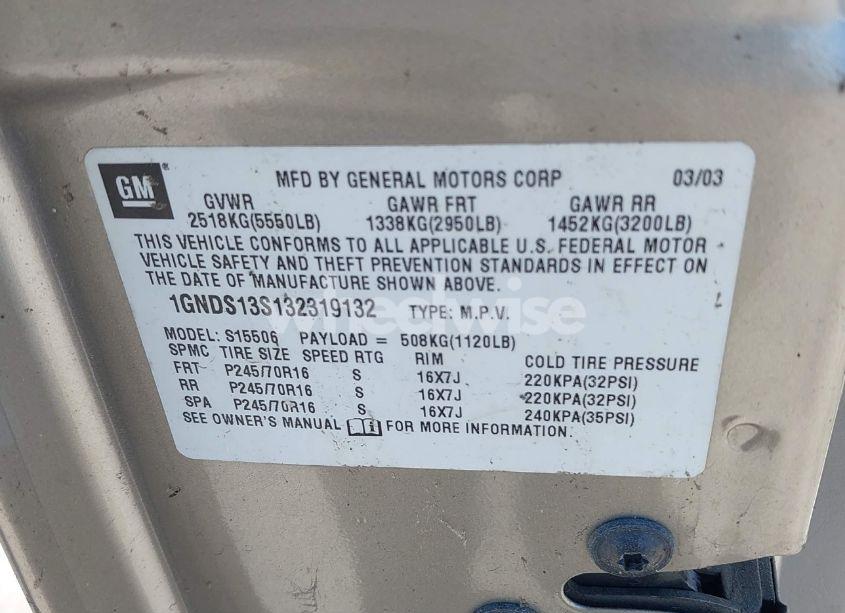 GM
MFD BY GENERAL MOTORS CORP 03/03
GVWR GAWR FRT GAWR RR
2518KG(5550LB) 1338KG(2950LB) 1452KG(3200LB)
THIS VEHICLE CONFORMS TO ALL APPLICABLE U.S. FEDERAL MOTOR
VEHICLE SAFETY AND THEFT PREVENTION STANDARDS IN EFFECT ON
THE DATE OF MANUFACTURE SHOWN ABOVE.
1GNDS13S132319132 TYPE: M.P.V.
wheelwise
MODEL: S15506 PAYLOAD = 508KG(1120LB)
SPMC TIRE SIZE SPEED RTG RIM COLD TIRE PRESSURE
FRT P245/70R16 S 16X7J 220KPA(32PSI)
RR P245/70R16 S 16X7J 220KPA(32PSI)
SPA P245/70R16 S 16X7J 240KPA(35PSI)
SEE OWNER'S MANUAL i FOR MORE INFORMATION.